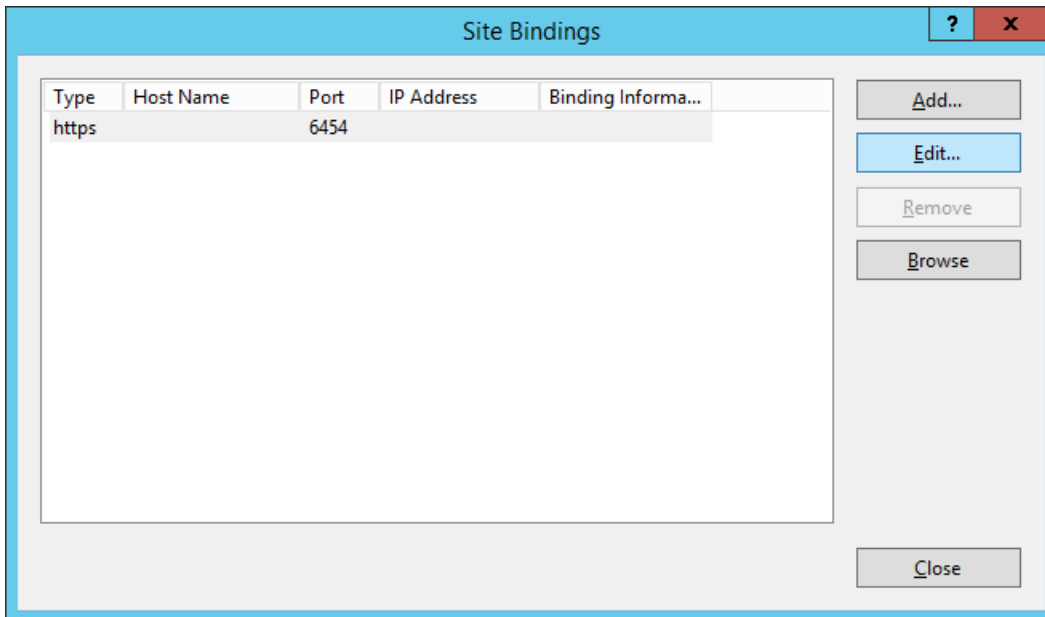 Site Bindings
? x
Type Host Name Port IP Address Binding Informa...
https 6454
Add...
Edit...
Remove
Browse
Close